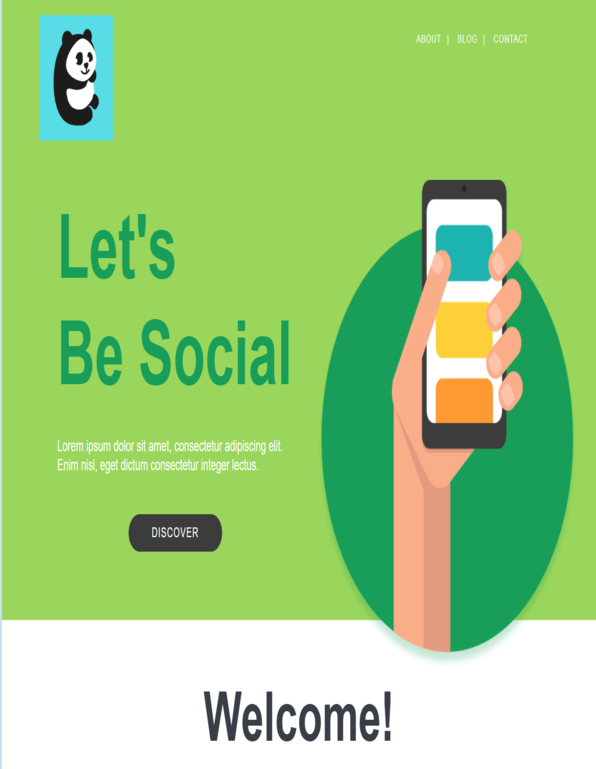 ABOUT | BLOG | CONTACT
Let's
Be Social
Lorem ipsum dolor sit amet, consectetur adipiscing elit.
Enim nisl, eget dictum consectetur integer lectus.
DISCOVER
Welcome!